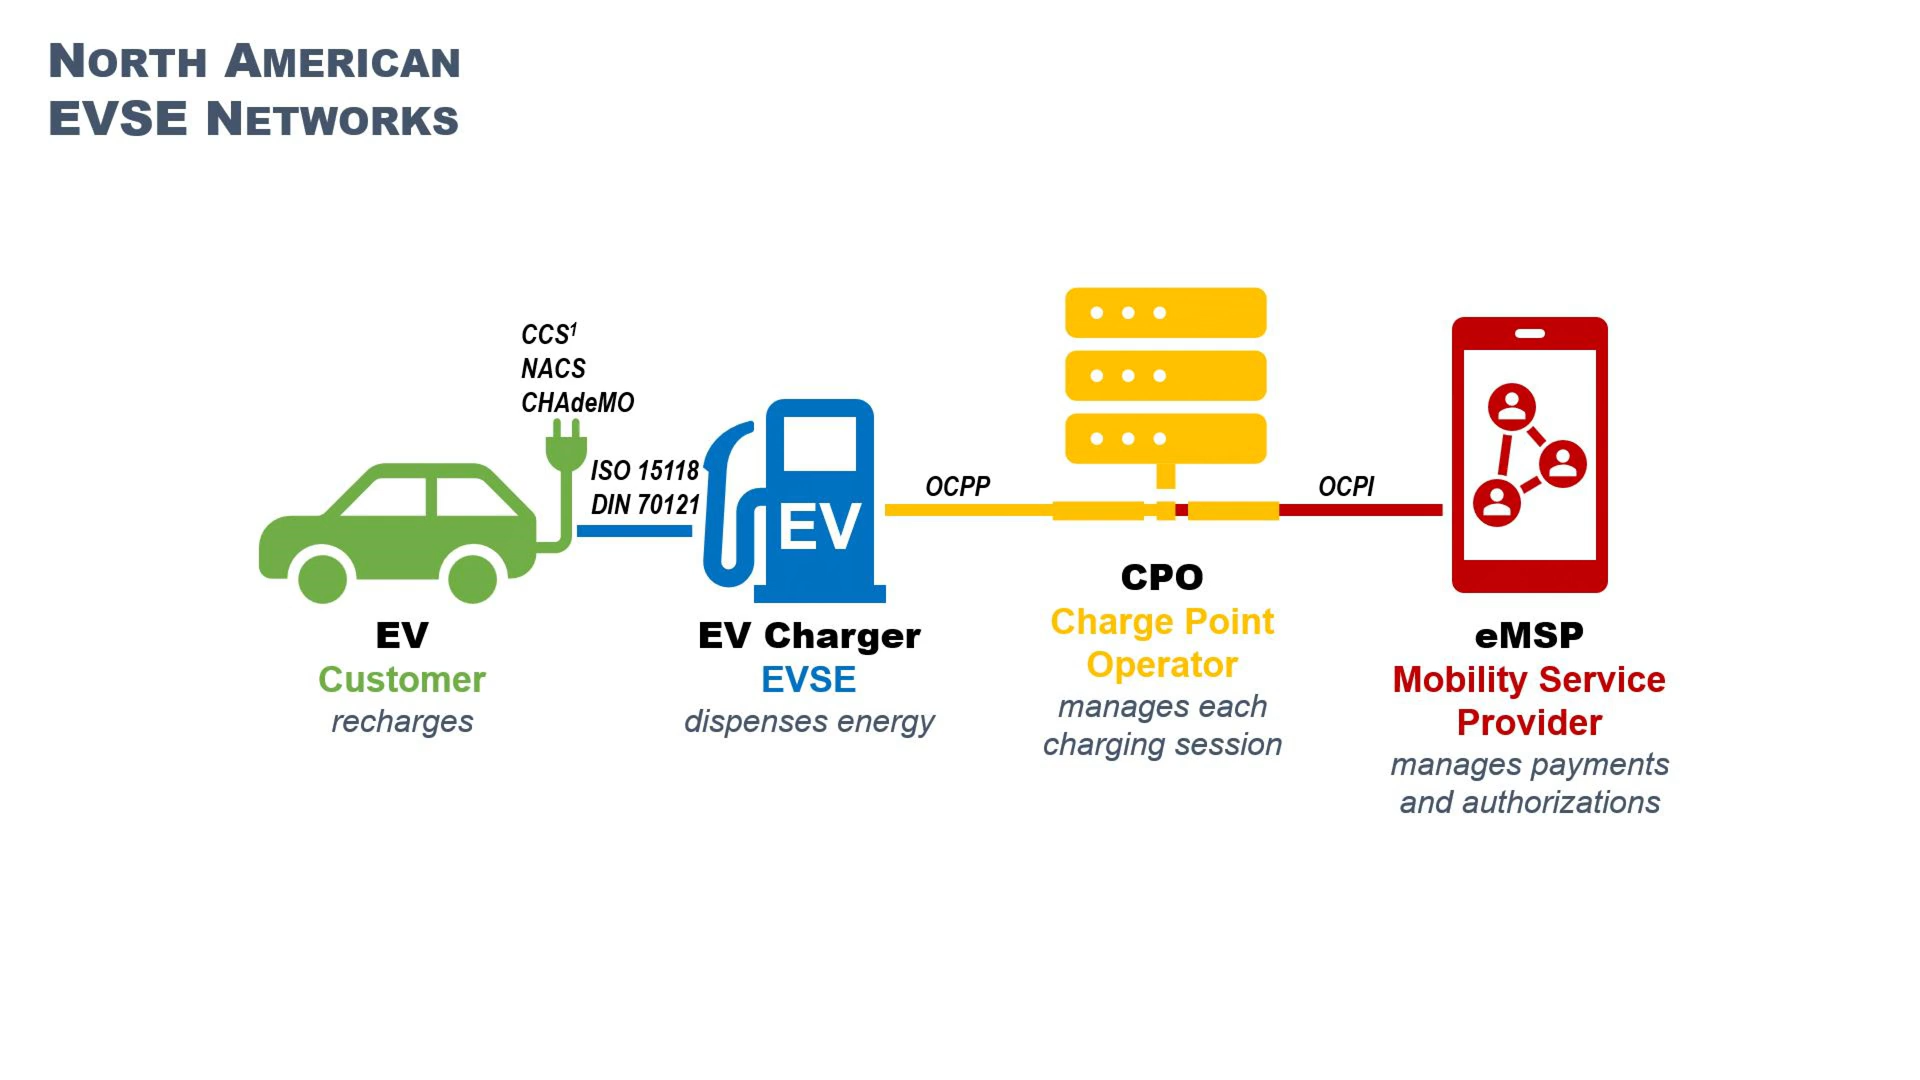 NORTH AMERICAN
EVSE NETWORKS
CCS¹
NACS
CHAdeMO
ISO 15118
DIN 70121
EV
OCPP
OCPI
EV
Customer
recharges
EV Charger
EVSE
dispenses energy
CPO
Charge Point
Operator
manages each
charging session
eMSP
Mobility Service
Provider
manages payments
and authorizations